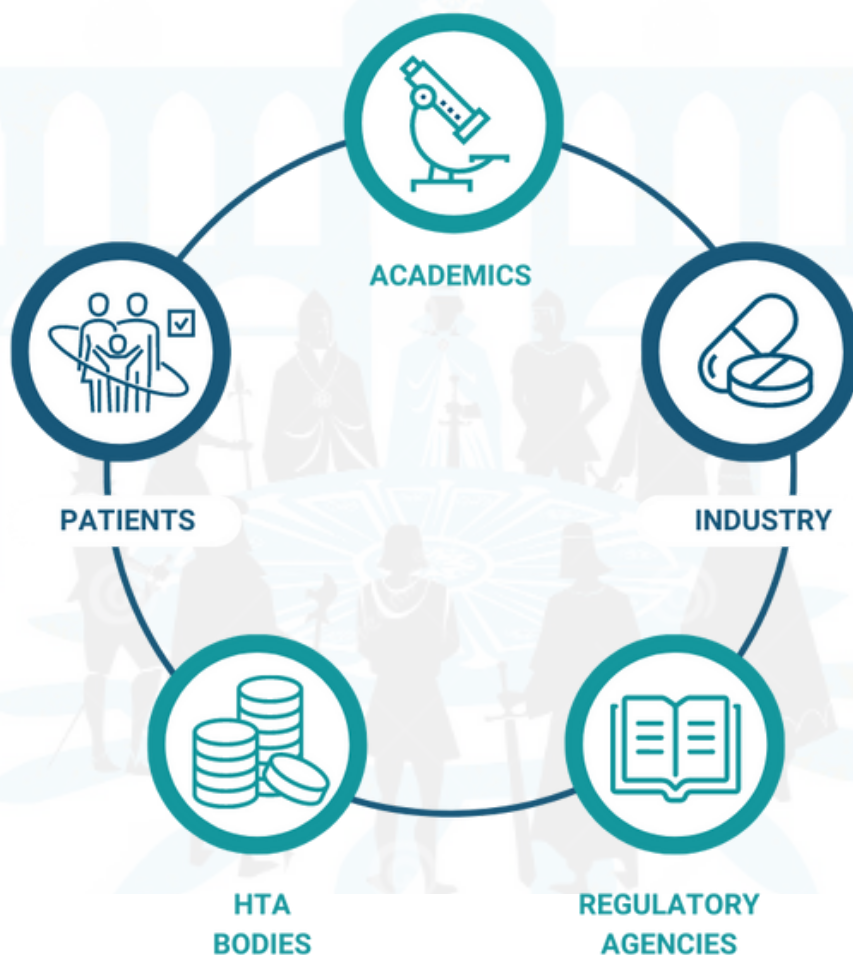 ACADEMICS
PATIENTS
INDUSTRY
HTA
BODIES
REGULATORY
AGENCIES